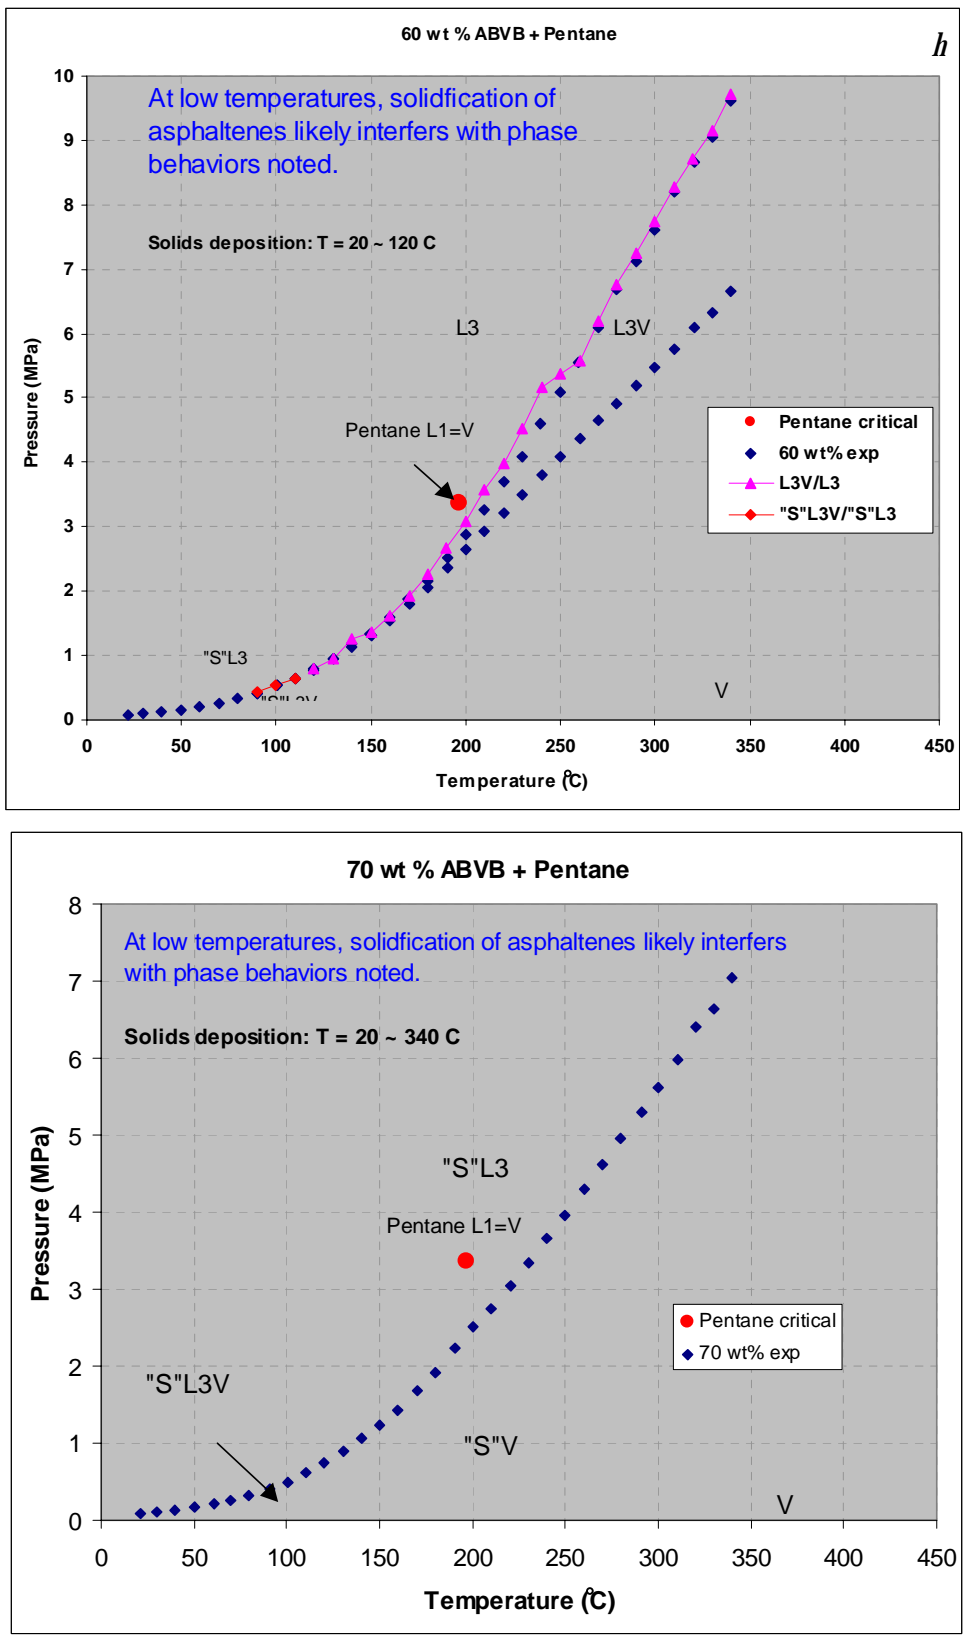 60 wt % ABVB + Pentane
h
At low temperatures, solidfication of
asphaltenes likely interfers with phase
behaviors noted.
Solids deposition: T = 20 ~ 120 C
L3
L3V
Pentane L1=V
"S"L3
"S"L3V
V
Pentane critical
60 wt% exp
L3V/L3
"S"L3V/"S"L3
Pressure (MPa)
10
9
8
7
6
5
4
3
2
1
0
0 50 100 150 200 250 300 350 400 450
Temperature (°C)
70 wt % ABVB + Pentane
At low temperatures, solidfication of asphaltenes likely interfers
with phase behaviors noted.
Solids deposition: T = 20 ~ 340 C
"S"L3
Pentane L1=V
"S"L3V
"S"V
V
Pentane critical
70 wt% exp
Pressure (MPa)
8
7
6
5
4
3
2
1
0
0 50 100 150 200 250 300 350 400 450
Temperature (°C)